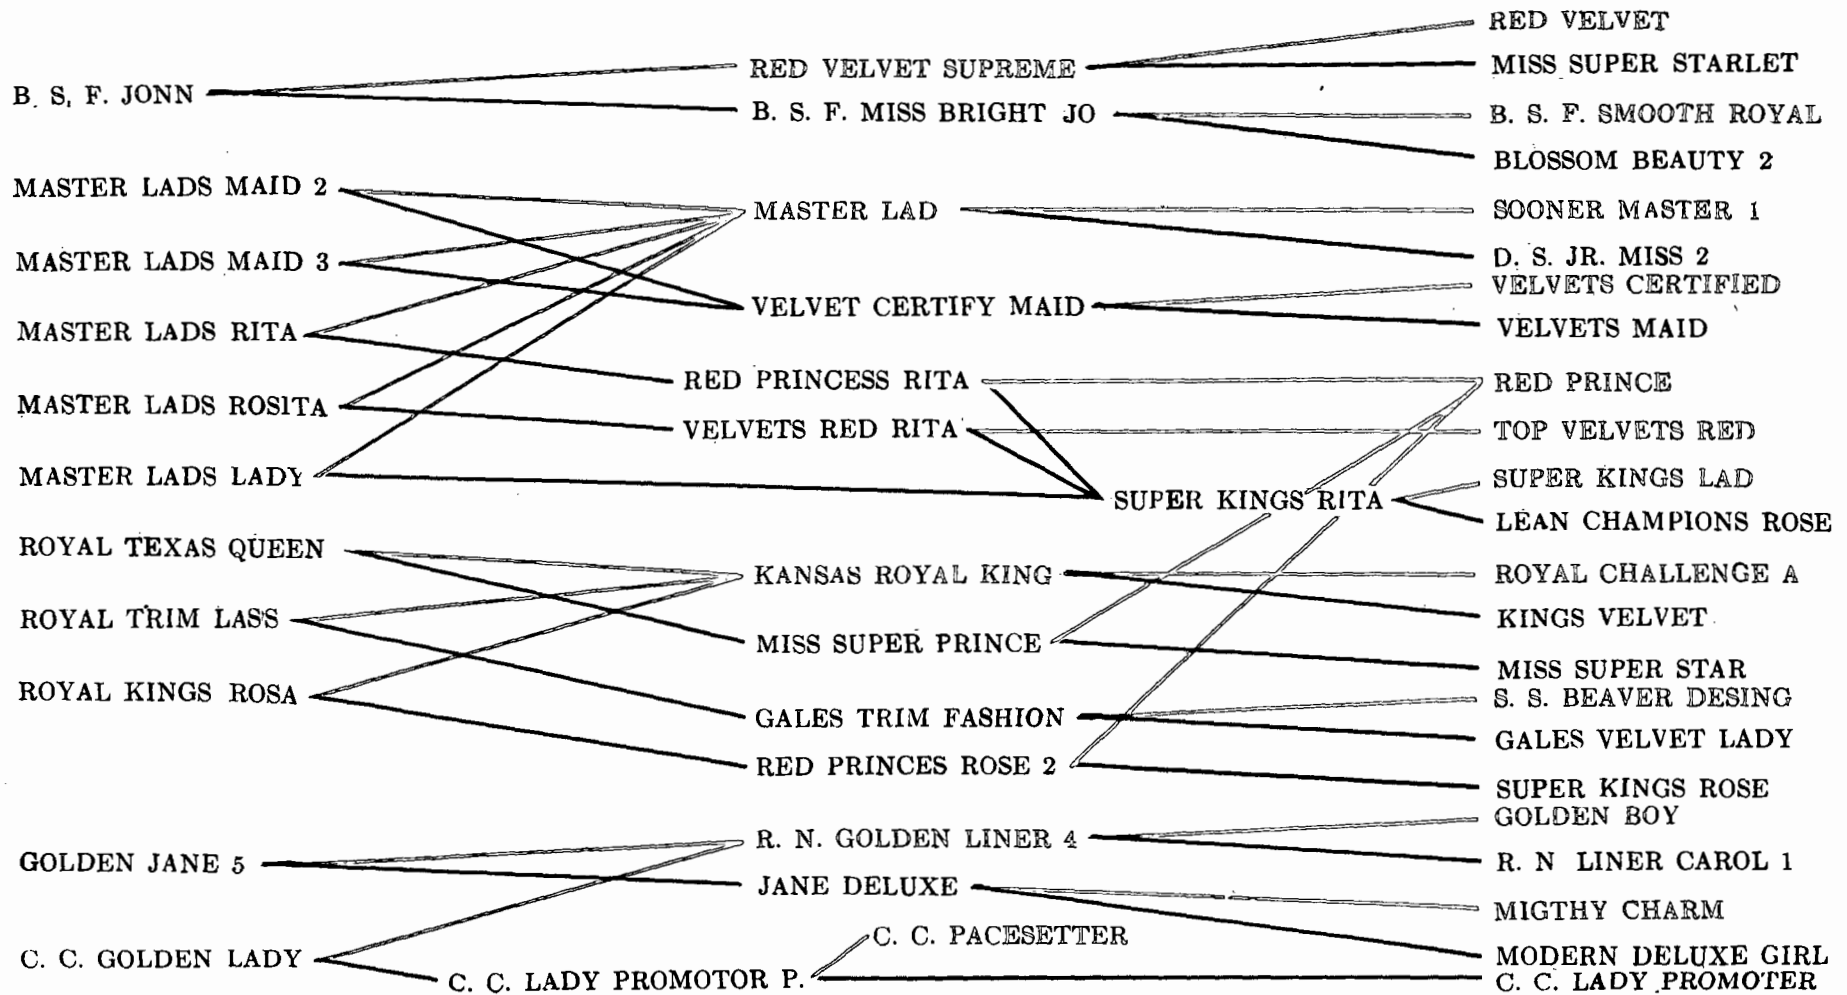 B. S. F. JONN
MASTER LADS MAID 2
MASTER LADS MAID 3
MASTER LADS RITA
MASTER LADS ROSITA
MASTER LADS LADY
ROYAL TEXAS QUEEN
ROYAL TRIM LASS
ROYAL KINGS ROSA
GOLDEN JANE 5
C. C. GOLDEN LADY
RED VELVET SUPREME
B. S. F. MISS BRIGHT JO
MASTER LAD
VELVET CERTIFY MAID
RED PRINCESS RITA
VELVETS RED RITA
SUPER KINGS RITA
KANSAS ROYAL KING
MISS SUPER PRINCE
GALES TRIM FASHION
RED PRINCES ROSE 2
R. N. GOLDEN LINER 4
JANE DELUXE
C. C. PACESETTER
C. C. LADY PROMOTOR P.
RED VELVET
MISS SUPER STARLET
B. S. F. SMOOTH ROYAL
BLOSSOM BEAUTY 2
SOONER MASTER 1
D. S. JR. MISS 2
VELVETS CERTIFIED
VELVETS MAID
RED PRINCE
TOP VELVETS RED
SUPER KINGS LAD
LEAN CHAMPIONS ROSE
ROYAL CHALLENGE A
KINGS VELVET
MISS SUPER STAR
S. S. BEAVER DESING
GALES VELVET LADY
SUPER KINGS ROSE
GOLDEN BOY
R. N LINER CAROL 1
MIGTHY CHARM
MODERN DELUXE GIRL
C. C. LADY PROMOTER